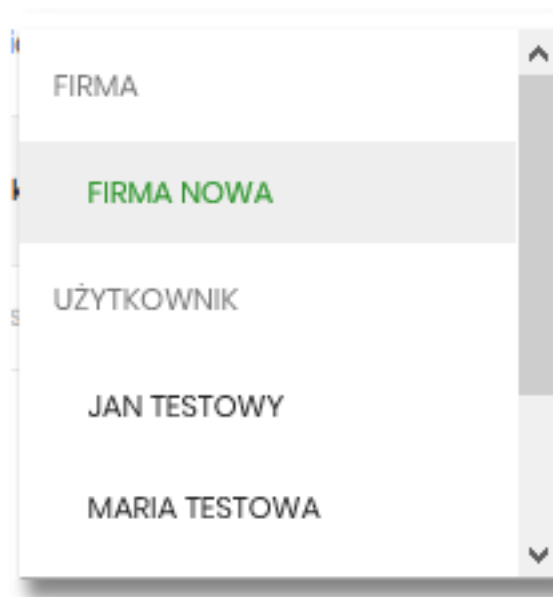 FIRMA
FIRMA NOWA
UŻYTKOWNIK
JAN TESTOWY
MARIA TESTOWA